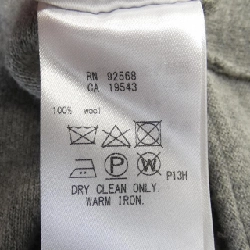 RN 92568
CA 19543
100% wool
P W P13H
DRY CLEAN ONLY.
WARM IRON.